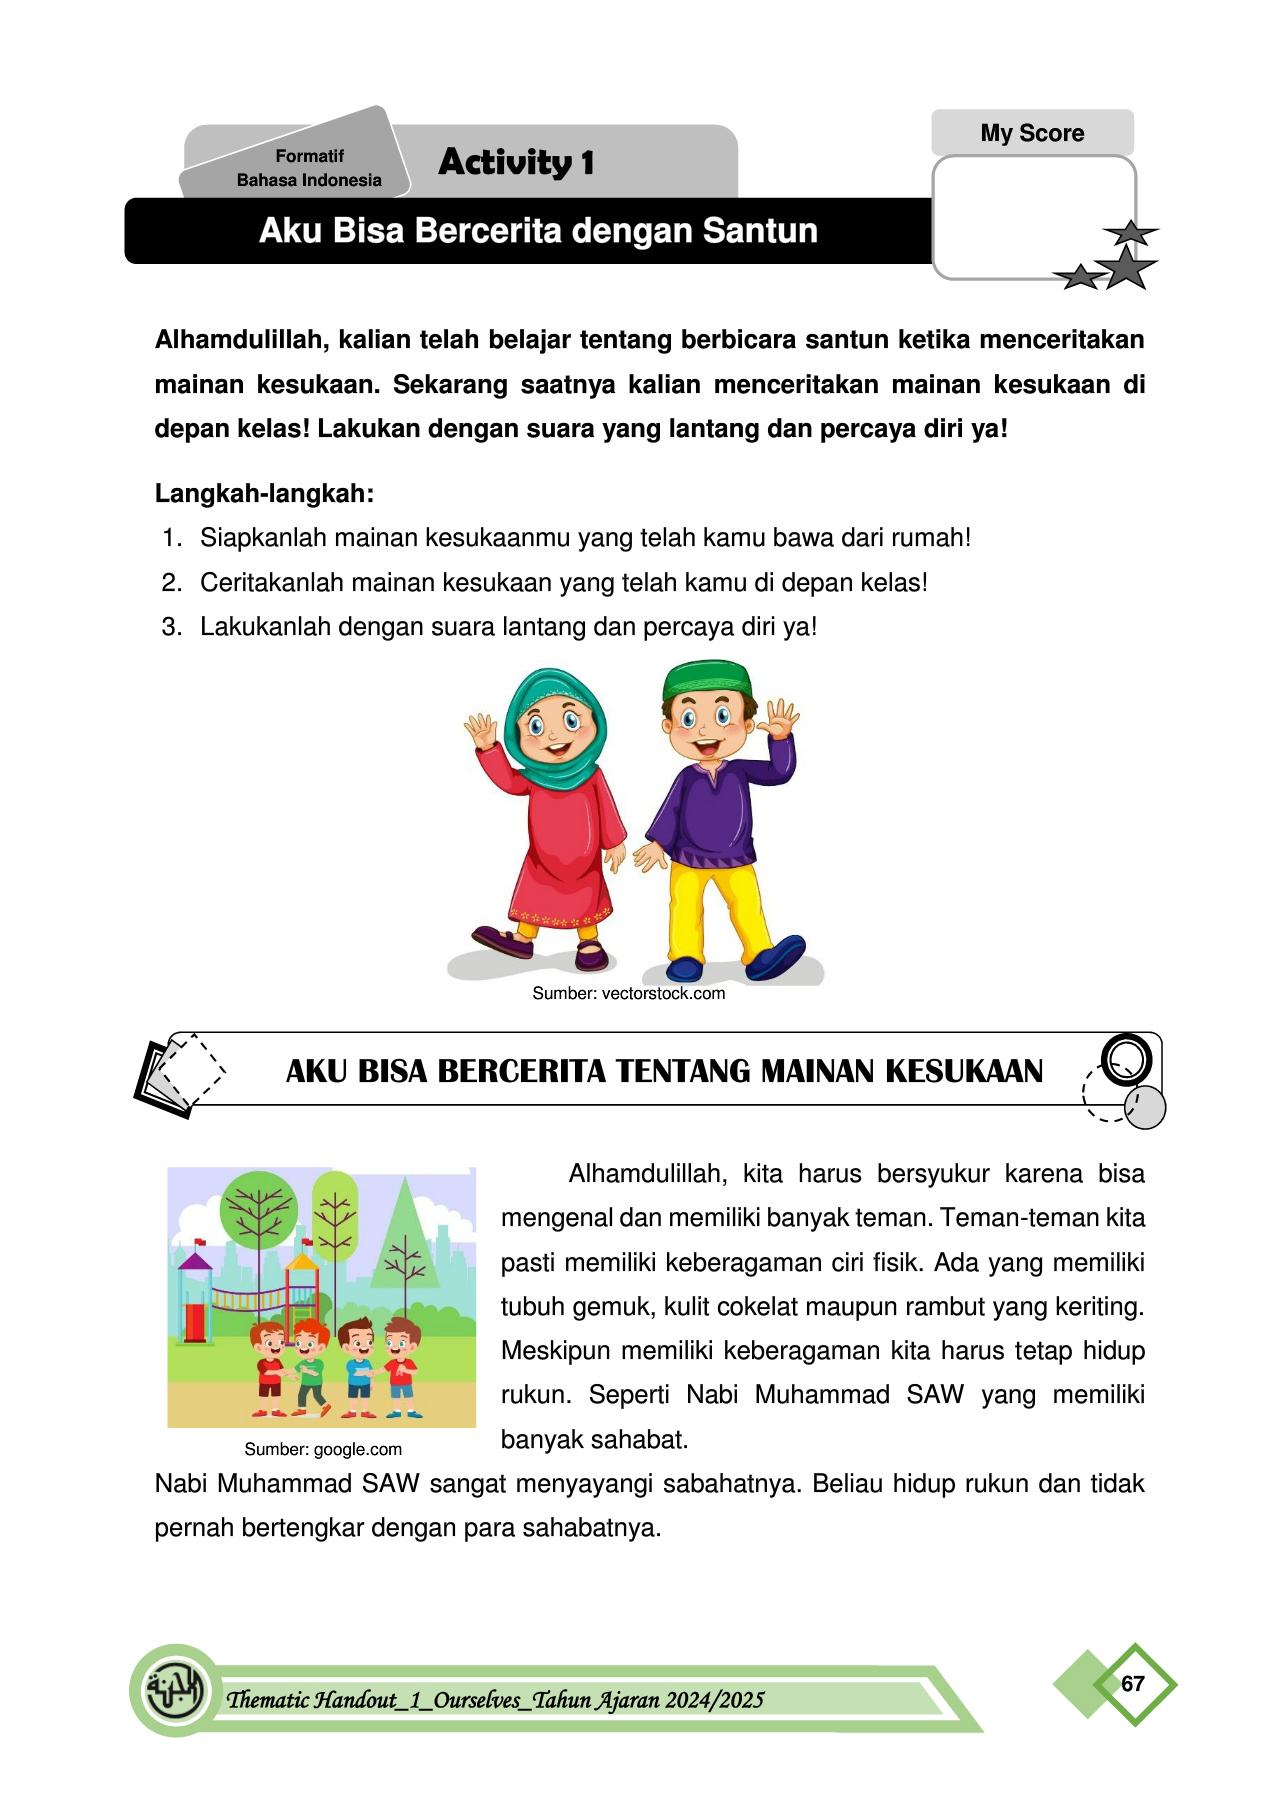 Formatif
Bahasa Indonesia
Activity 1
My Score
Aku Bisa Bercerita dengan Santun
Alhamdulillah, kalian telah belajar tentang berbicara santun ketika menceritakan
mainan kesukaan. Sekarang saatnya kalian menceritakan mainan kesukaan di
depan kelas! Lakukan dengan suara yang lantang dan percaya diri ya!
Langkah-langkah:
1. Siapkanlah mainan kesukaanmu yang telah kamu bawa dari rumah!
2. Ceritakanlah mainan kesukaan yang telah kamu di depan kelas!
3. Lakukanlah dengan suara lantang dan percaya diri ya!
Sumber: vectorstock.com
AKU BISA BERCERITA TENTANG MAINAN KESUKAAN
Alhamdulillah, kita harus bersyukur karena bisa
mengenal dan memiliki banyak teman. Teman-teman kita
pasti memiliki keberagaman ciri fisik. Ada yang memiliki
tubuh gemuk, kulit cokelat maupun rambut yang keriting.
Meskipun memiliki keberagaman kita harus tetap hidup
rukun. Seperti Nabi Muhammad SAW yang memiliki
banyak sahabat.
Sumber: google.com
Nabi Muhammad SAW sangat menyayangi sabahatnya. Beliau hidup rukun dan tidak
pernah bertengkar dengan para sahabatnya.
Thematic Handout_1_Ourselves_Tahun Ajaran 2024/2025
67